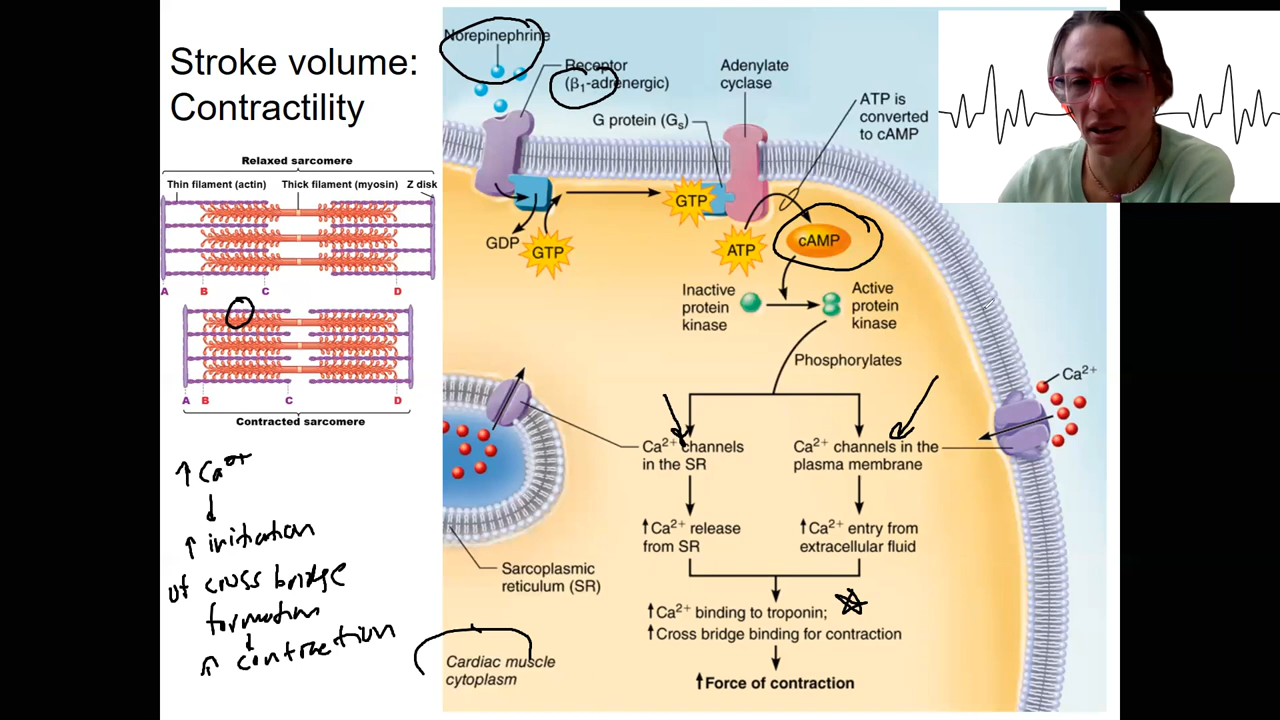 Stroke volume:
Contractility
Relaxed sarcomere
Thin filament (actin) Thick filament (myosin) Z disk
A B C D
A B C D
Contracted sarcomere
↑ Ca2+
↓
↑ initiation
of cross bridge
formation
↓
↑ contraction
Norepinephrine
Receptor
(β1-adrenergic)
Adenylate
cyclase
G protein (Gs)
ATP is
converted
to cAMP
GDP
GTP
GTP
ATP
cAMP
Inactive
protein
kinase
Active
protein
kinase
Phosphorylates
Ca2+
Ca2+ channels
in the SR
Ca2+ channels in the
plasma membrane
↑Ca2+ release
from SR
↑Ca2+ entry from
extracellular fluid
Sarcoplasmic
reticulum (SR)
↑Ca2+ binding to troponin;
↑Cross bridge binding for contraction
Cardiac muscle
cytoplasm
↑Force of contraction